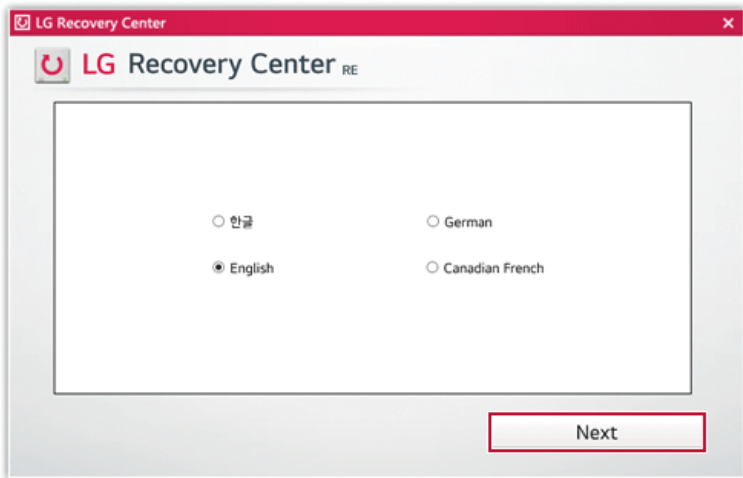 LG Recovery Center
LG Recovery Center RE
한글
German
English
Canadian French
Next